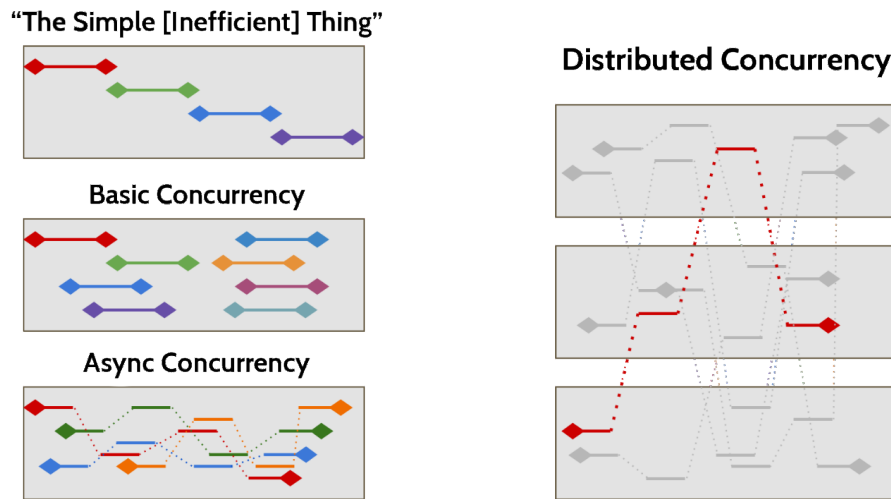 “The Simple [Inefficient] Thing”
Basic Concurrency
Async Concurrency
Distributed Concurrency